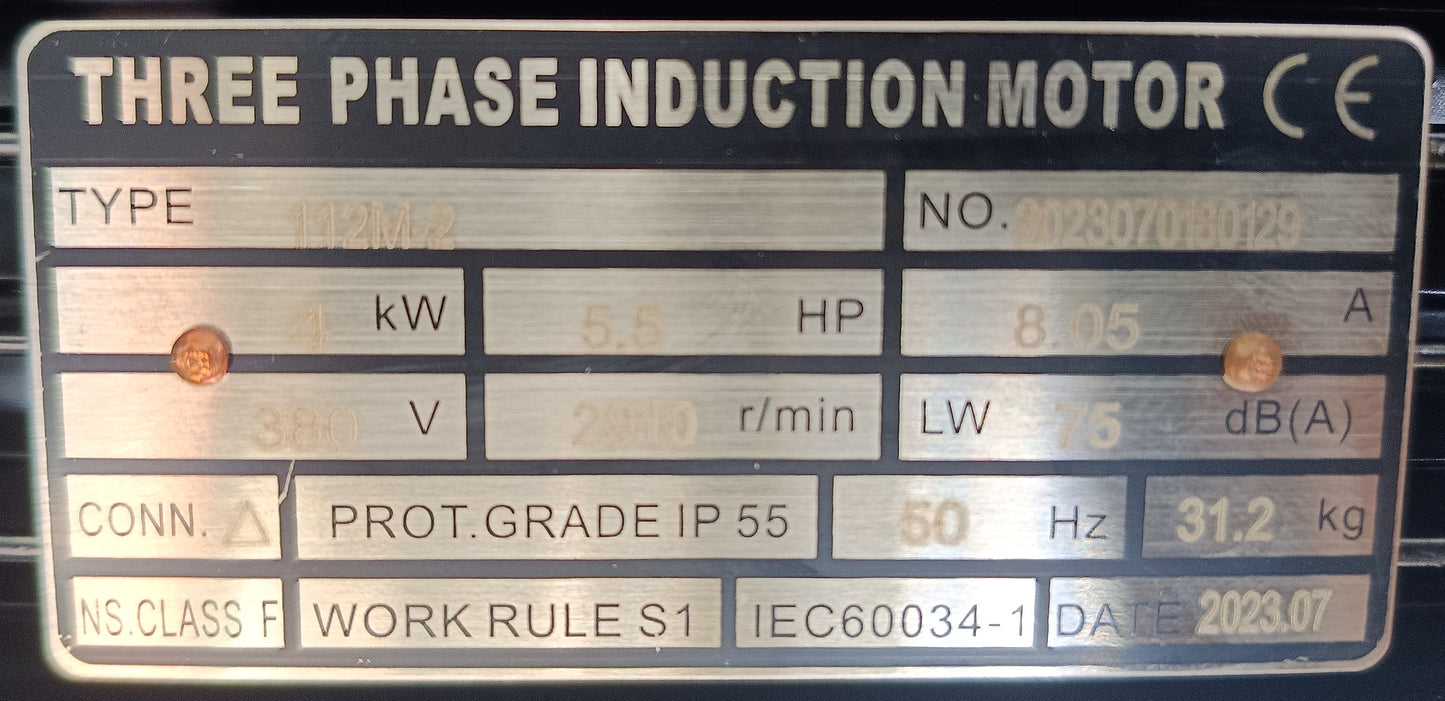 THREE PHASE INDUCTION MOTOR CE
TYPE 112M-2 NO. 2023070180129
4 kW 5.5 HP 8.05 A
380 V 2910 r/min LW 75 dB(A)
CONN. △ PROT.GRADE IP 55 50 Hz 31.2 kg
NS.CLASS F WORK RULE S1 IEC60034-1 DATE 2023.07